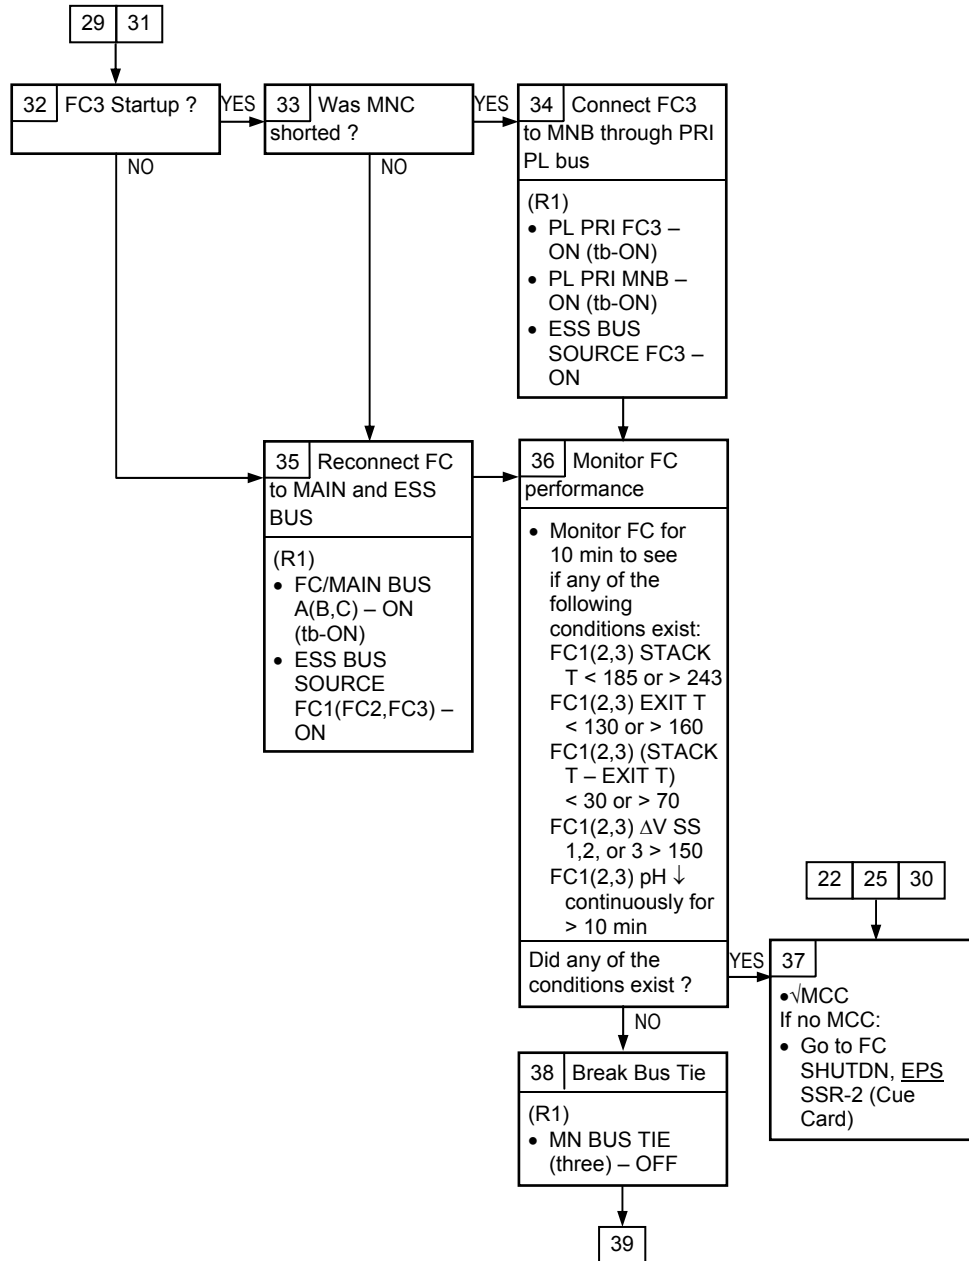 29 31
32 FC3 Startup ?
YES
NO
33 Was MNC
shorted ?
YES
NO
34 Connect FC3
to MNB through PRI
PL bus
(R1)
• PL PRI FC3 –
ON (tb-ON)
• PL PRI MNB –
ON (tb-ON)
• ESS BUS
SOURCE FC3 –
ON
35 Reconnect FC
to MAIN and ESS
BUS
(R1)
• FC/MAIN BUS
A(B,C) – ON
(tb-ON)
• ESS BUS
SOURCE
FC1(FC2,FC3) –
ON
36 Monitor FC
performance
• Monitor FC for
10 min to see
if any of the
following
conditions exist:
FC1(2,3) STACK
T < 185 or > 243
FC1(2,3) EXIT T
< 130 or > 160
FC1(2,3) (STACK
T – EXIT T)
< 30 or > 70
FC1(2,3) ΔV SS
1,2, or 3 > 150
FC1(2,3) pH ↓
continuously for
> 10 min
Did any of the
conditions exist ?
YES
NO
22 25 30
37
•√MCC
If no MCC:
• Go to FC
SHUTDN, EPS
SSR-2 (Cue
Card)
38 Break Bus Tie
(R1)
• MN BUS TIE
(three) – OFF
39